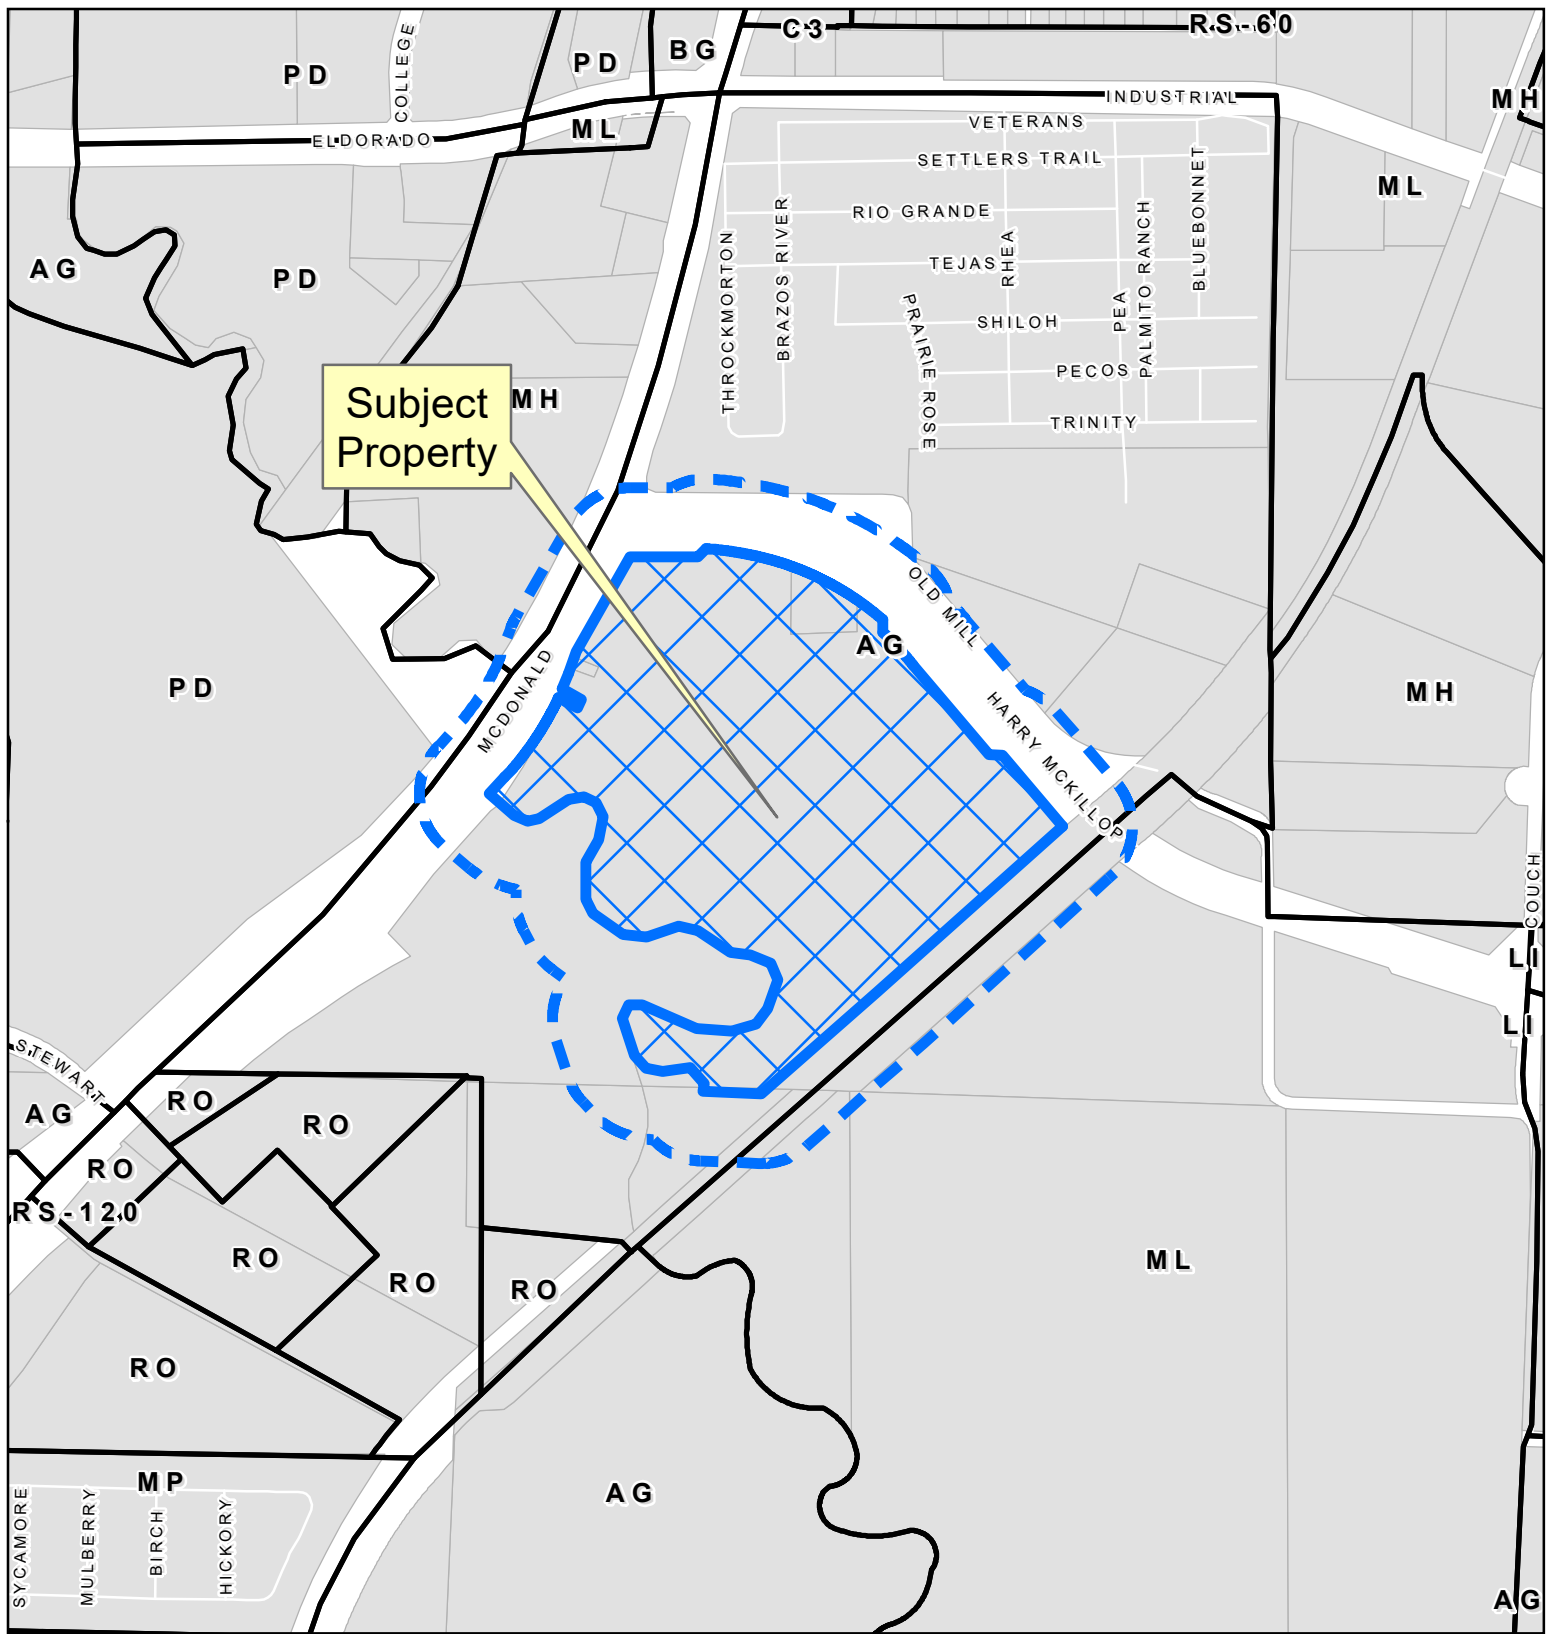 C3
RS-60
BG
PD
PD
COLLEGE
MH
INDUSTRIAL
ELDORADO
ML
VETERANS
SETTLERS TRAIL
BLUEBONNET
ML
RIO GRANDE
PALMITO RANCH
BRAZOS RIVER
THROCKMORTON
RHEA
TEJAS
AG
PD
PEA
SHILOH
PRAIRIE ROSE
PECOS
TRINITY
Subject
Property
MH
OLD MILL
AG
PD
MCDONALD
HARRY MCKILLOP
MH
COUCH
LI
LI
STEWART
AG
RO
RO
RO
RS-120
RO
RO
RO
ML
RO
MP
AG
SYCAMORE
MULBERRY
BIRCH
HICKORY
AG